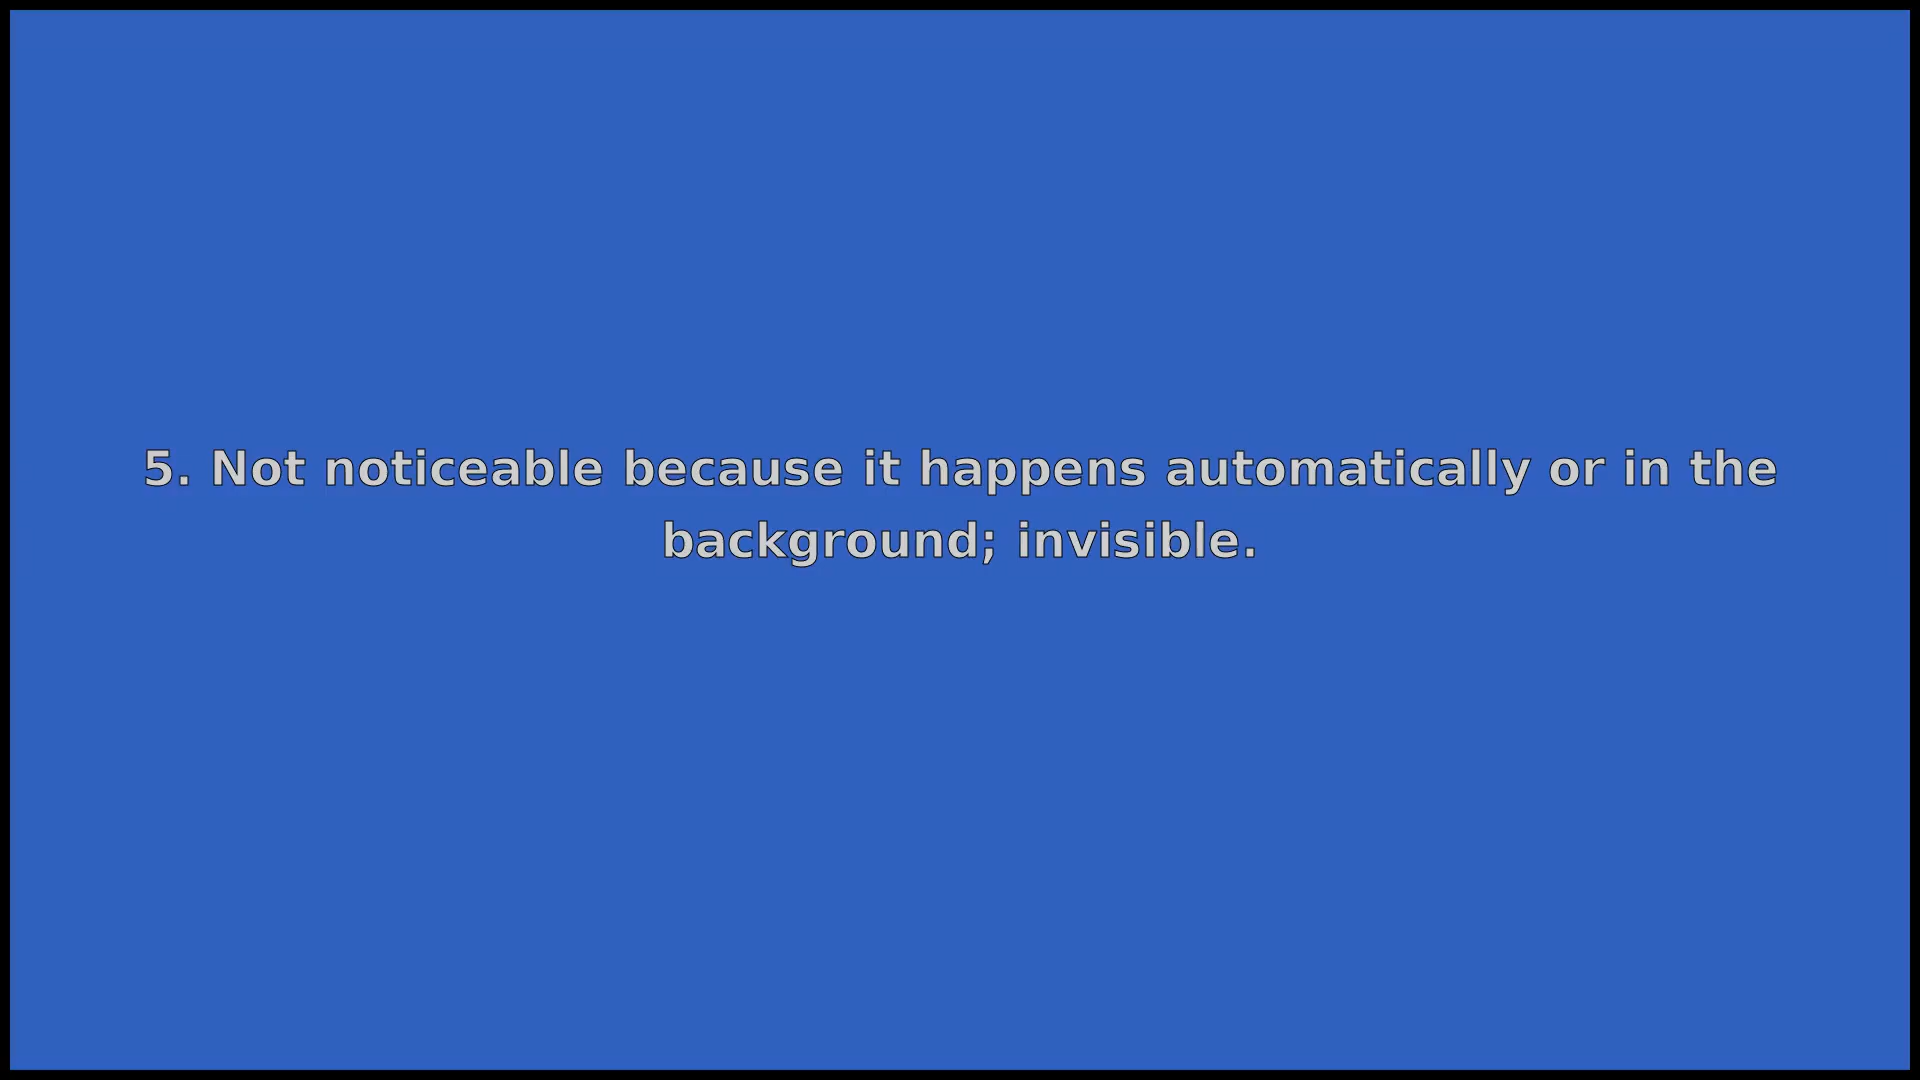 5. Not noticeable because it happens automatically or in the
background; invisible.